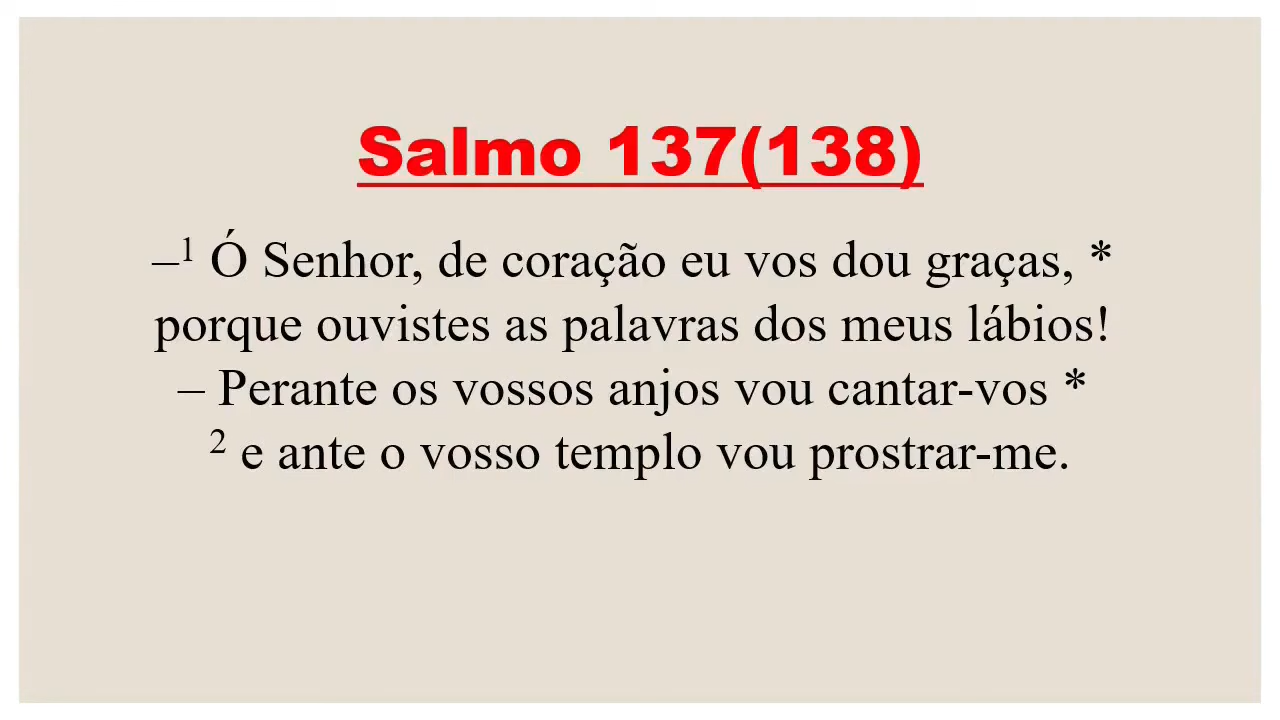 Salmo 137(138)
–¹ Ó Senhor, de coração eu vos dou graças, *
porque ouvistes as palavras dos meus lábios!
– Perante os vossos anjos vou cantar-vos *
² e ante o vosso templo vou prostrar-me.